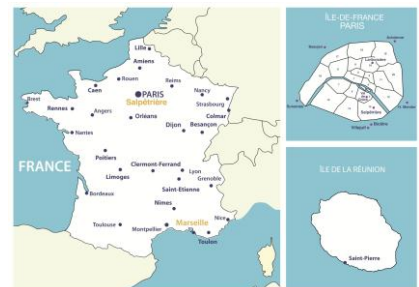 Lille
Amiens
Rouen
Reims
Caen
PARIS
Salpêtrière
Nancy
Strasbourg
Brest
Rennes
Angers
Orléans
Colmar
Dijon
Besançon
Nantes
FRANCE
Poitiers
Limoges
Clermont-Ferrand
Lyon
Grenoble
Saint-Etienne
Bordeaux
Nimes
Toulouse
Montpellier
Marseille
Nice
Toulon
ÎLE-DE-FRANCE
PARIS
Salpêtrière
Villejuif
ÎLE DE LA RÉUNION
Saint-Pierre